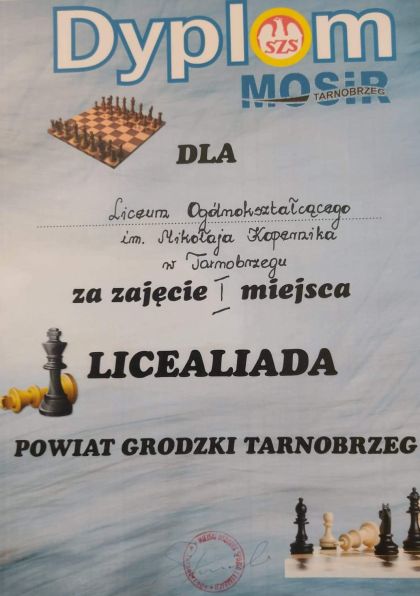 Dyplom
SZS
MOSiR
TARNOBRZEG
DLA
Liceum Ogólnokształcącego
im. Mikołaja Kopernika
w Tarnobrzegu
za zajęcie I miejsca
LICEALIADA
POWIAT GRODZKI TARNOBRZEG